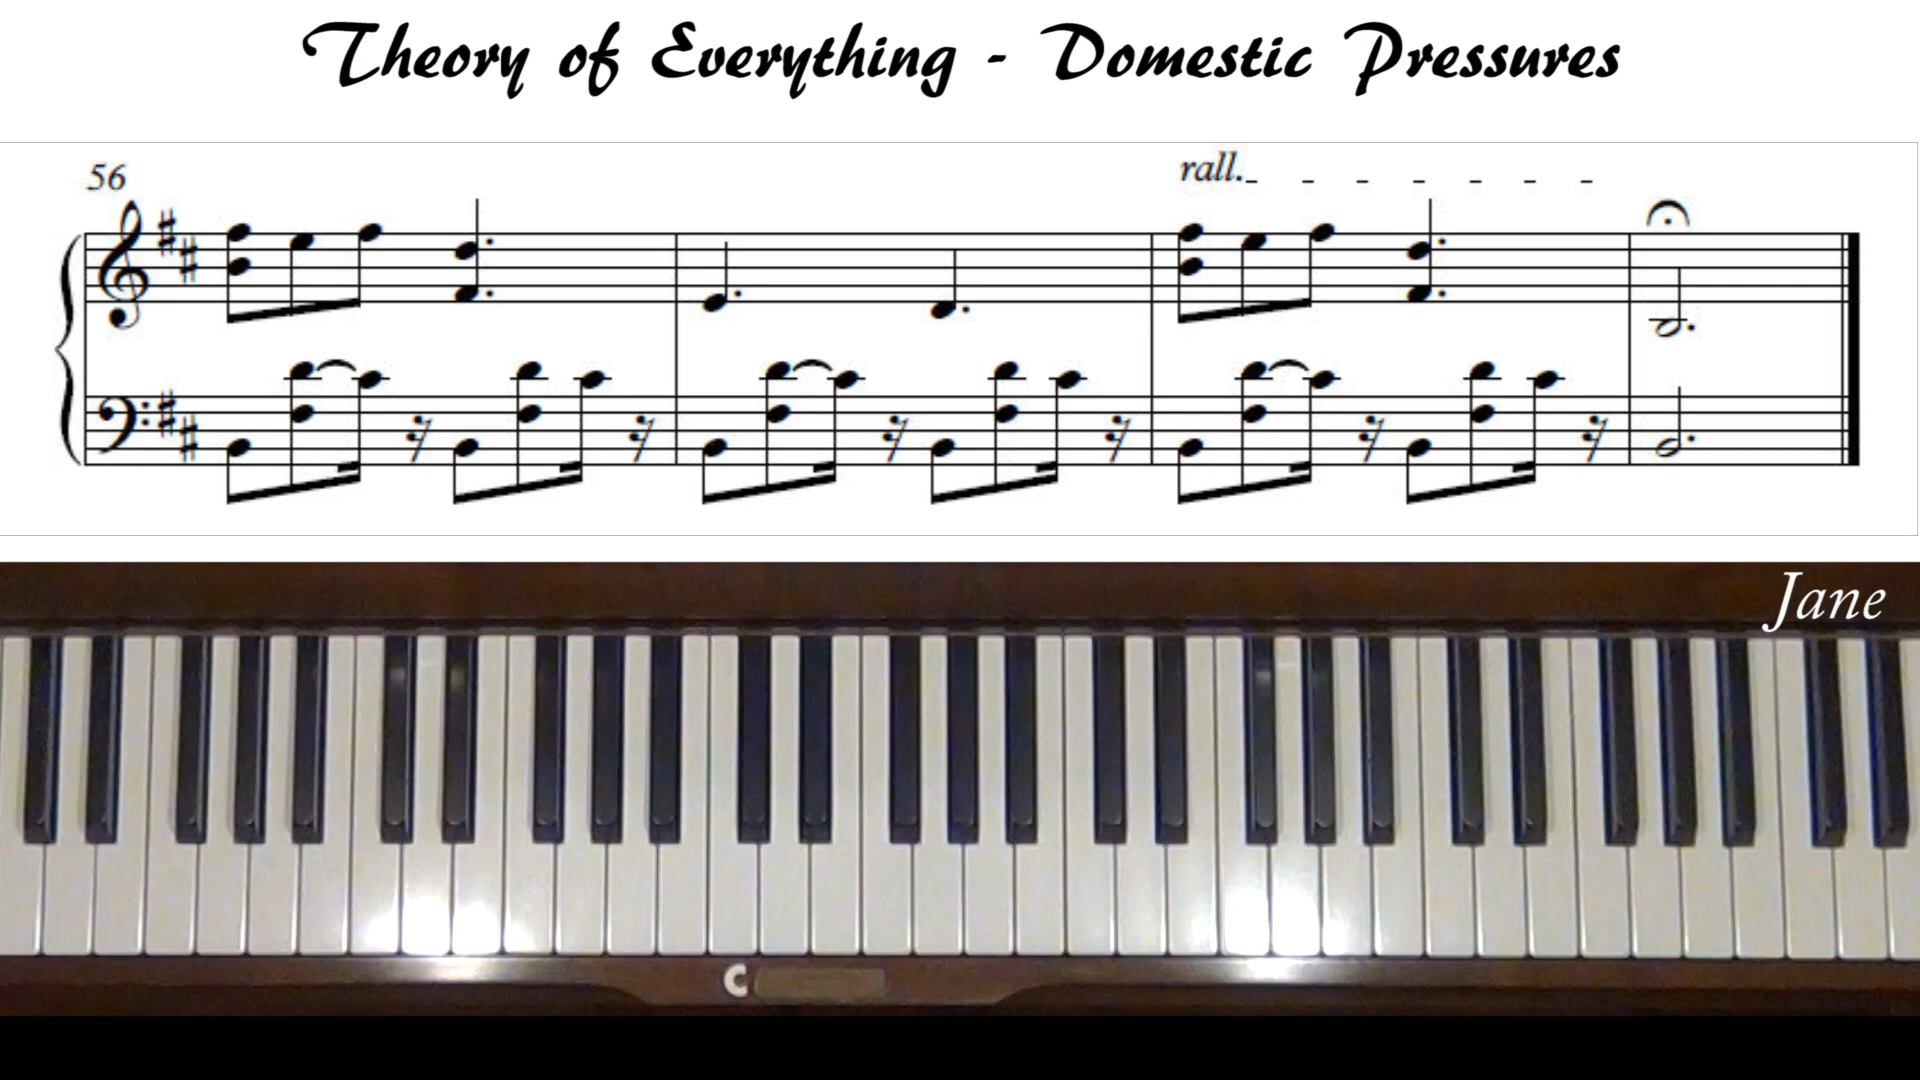 Theory of Everything - Domestic Pressures
56
rall.
Jane
C